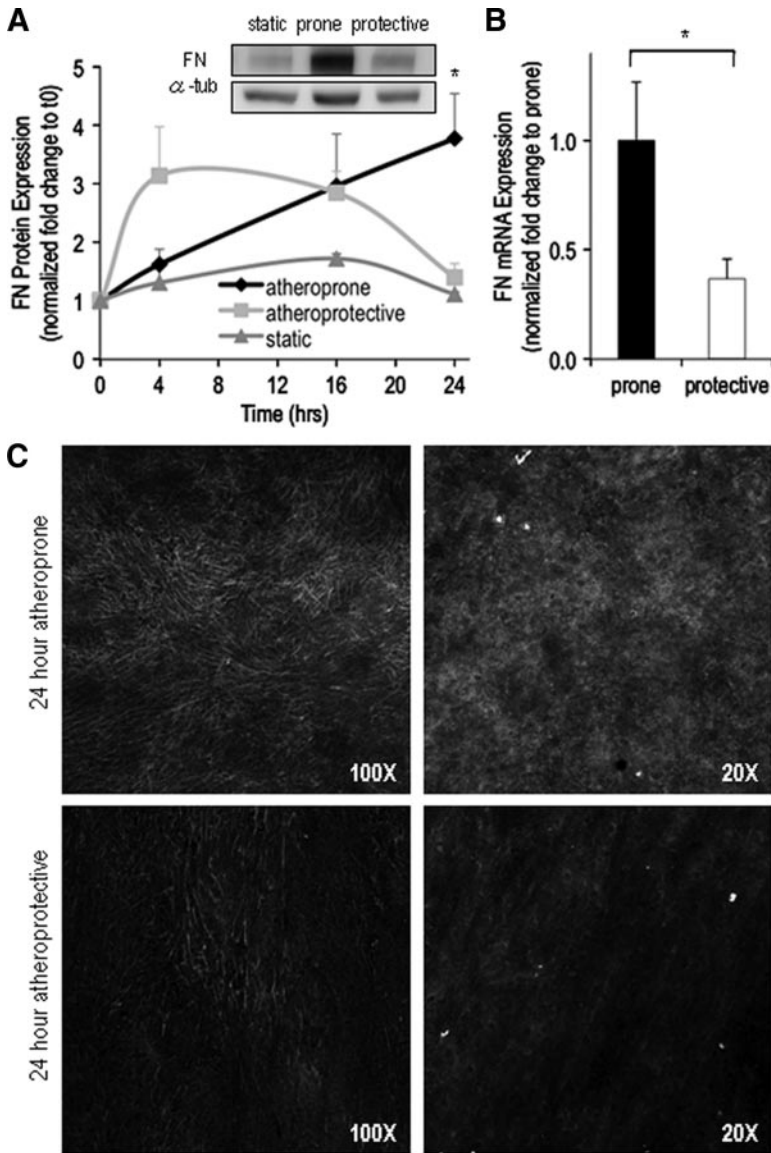 A
static prone protective
FN
α-tub
*
FN Protein Expression
(normalized fold change to t0)
5
4
3
2
1
0
atheroprone
atheroprotective
static
0 4 8 12 16 20 24
Time (hrs)
B
*
FN mRNA Expression
(normalized fold change to prone)
1.0
0.5
0.0
prone protective
C
24 hour atheroprone
100X
20X
24 hour atheroprotective
100X
20X